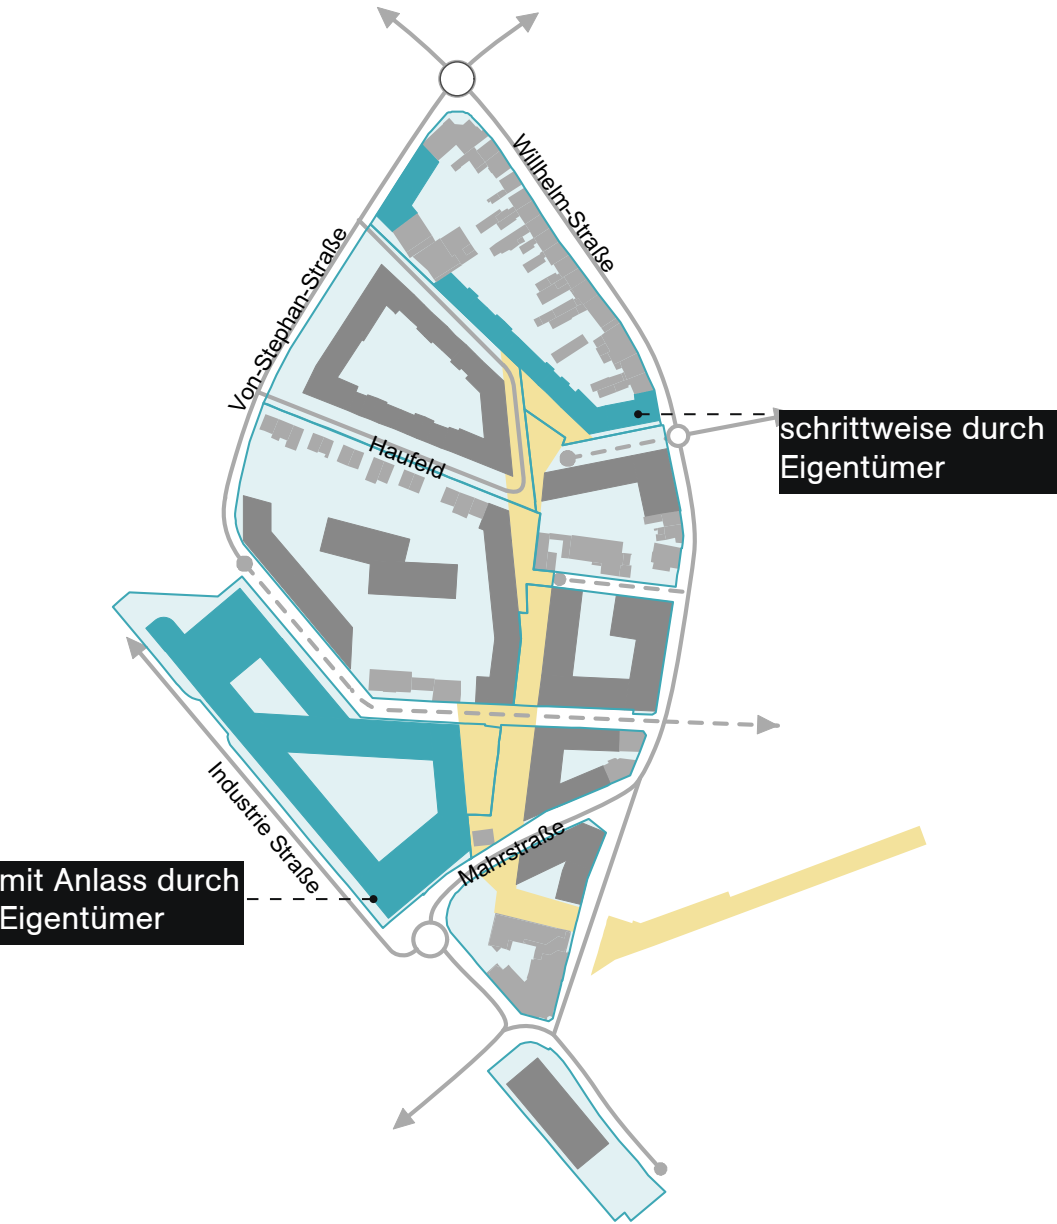 Willhelm-Straße
Von-Stephan-Straße
schrittweise durch
Eigentümer
Haufeld
Industrie Straße
Mahrstraße
mit Anlass durch
Eigentümer